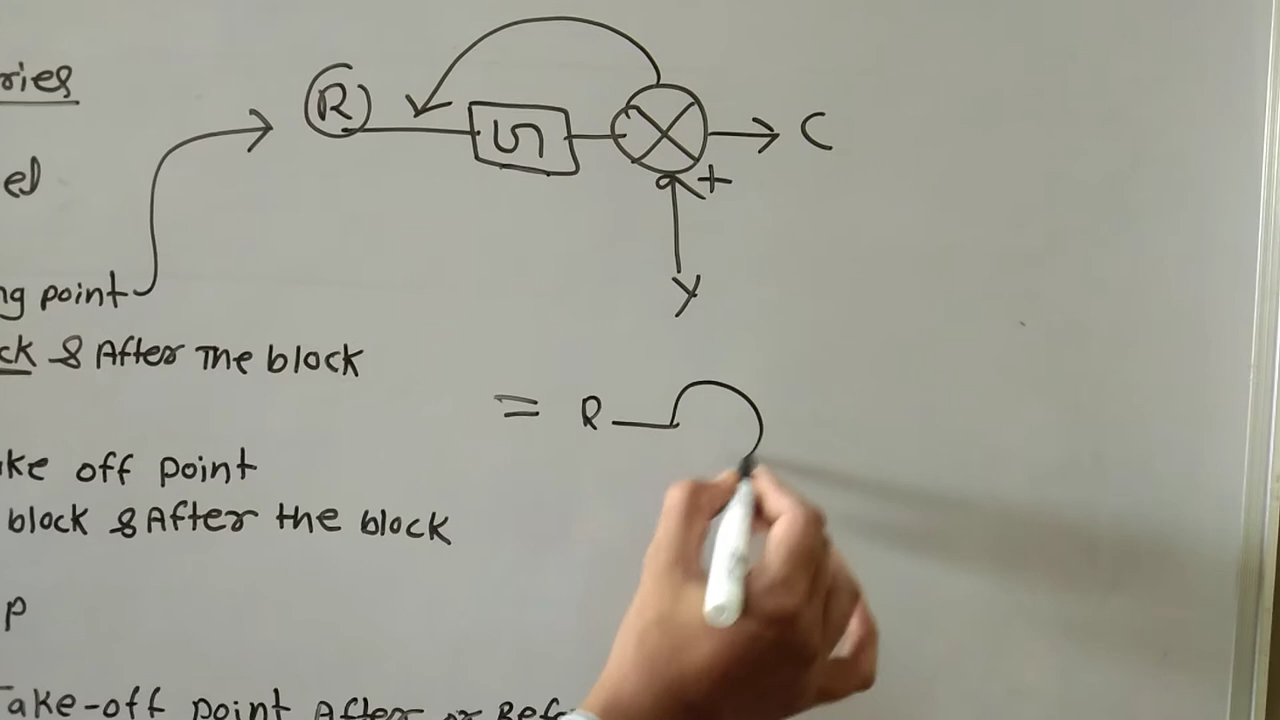 ries
R
C
+
el
y
ng point
ck & After The block
= R
ke off point
block & After the block
P
Take-off point After or Bef